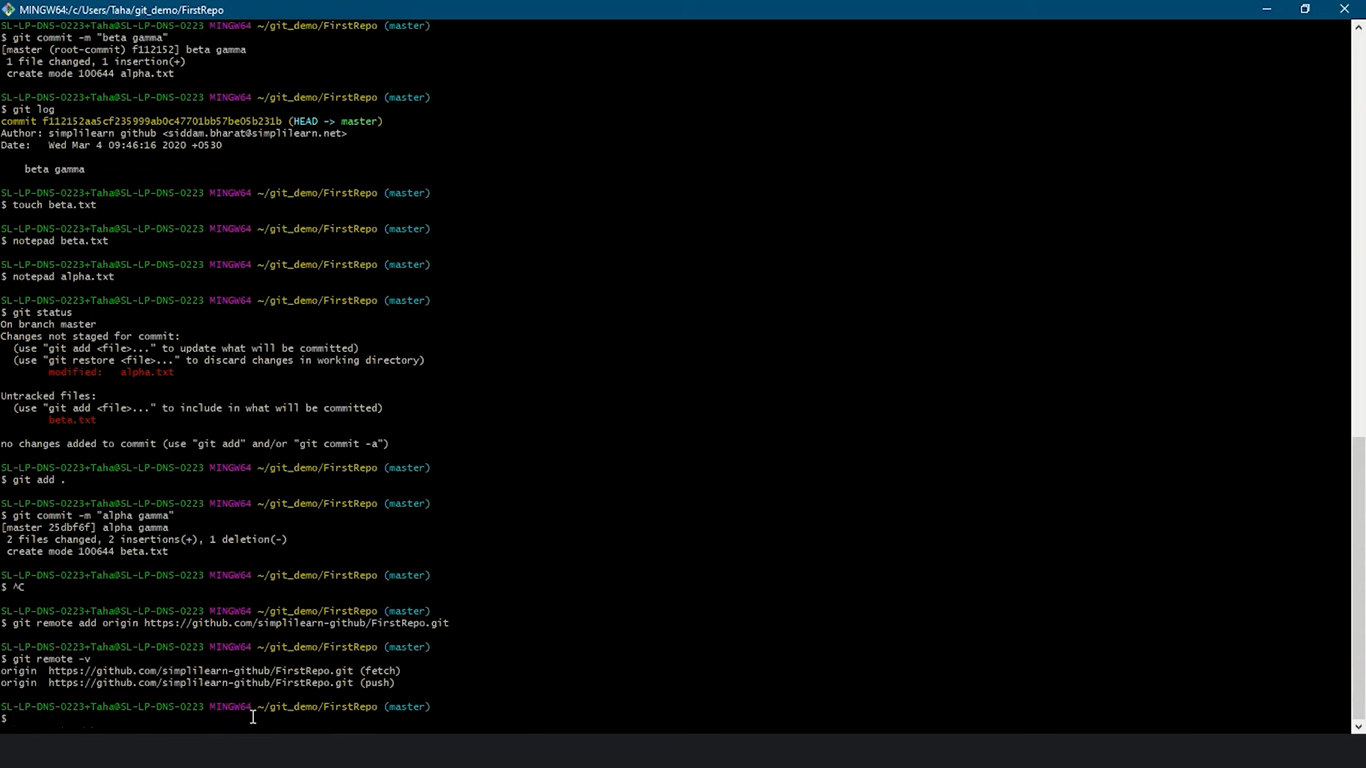 MINGW64:/c/Users/Taha/git_demo/FirstRepo
SL-LP-DNS-0223+Taha@SL-LP-DNS-0223 MINGW64 ~/git_demo/FirstRepo (master)
$ git commit -m "beta gamma"
[master (root-commit) f112152] beta gamma
1 file changed, 1 insertion(+)
create mode 100644 alpha.txt
SL-LP-DNS-0223+Taha@SL-LP-DNS-0223 MINGW64 ~/git_demo/FirstRepo (master)
$ git log
commit f112152aa5cf235999ab0c47701bb57be05b231b (HEAD -> master)
Author: simplilearn github <siddam.bharat@simplilearn.net>
Date:   Wed Mar 4 09:46:16 2020 +0530
beta gamma
SL-LP-DNS-0223+Taha@SL-LP-DNS-0223 MINGW64 ~/git_demo/FirstRepo (master)
$ touch beta.txt
SL-LP-DNS-0223+Taha@SL-LP-DNS-0223 MINGW64 ~/git_demo/FirstRepo (master)
$ notepad beta.txt
SL-LP-DNS-0223+Taha@SL-LP-DNS-0223 MINGW64 ~/git_demo/FirstRepo (master)
$ notepad alpha.txt
SL-LP-DNS-0223+Taha@SL-LP-DNS-0223 MINGW64 ~/git_demo/FirstRepo (master)
$ git status
On branch master
Changes not staged for commit:
(use "git add <file>..." to update what will be committed)
(use "git restore <file>..." to discard changes in working directory)
modified:   alpha.txt
Untracked files:
(use "git add <file>..." to include in what will be committed)
beta.txt
no changes added to commit (use "git add" and/or "git commit -a")
SL-LP-DNS-0223+Taha@SL-LP-DNS-0223 MINGW64 ~/git_demo/FirstRepo (master)
$ git add .
SL-LP-DNS-0223+Taha@SL-LP-DNS-0223 MINGW64 ~/git_demo/FirstRepo (master)
$ git commit -m "alpha gamma"
[master 25dbf6f] alpha gamma
2 files changed, 2 insertions(+), 1 deletion(-)
create mode 100644 beta.txt
SL-LP-DNS-0223+Taha@SL-LP-DNS-0223 MINGW64 ~/git_demo/FirstRepo (master)
$ ^C
SL-LP-DNS-0223+Taha@SL-LP-DNS-0223 MINGW64 ~/git_demo/FirstRepo (master)
$ git remote add origin https://github.com/simplilearn-github/FirstRepo.git
SL-LP-DNS-0223+Taha@SL-LP-DNS-0223 MINGW64 ~/git_demo/FirstRepo (master)
$ git remote -v
origin  https://github.com/simplilearn-github/FirstRepo.git (fetch)
origin  https://github.com/simplilearn-github/FirstRepo.git (push)
SL-LP-DNS-0223+Taha@SL-LP-DNS-0223 MINGW64 ~/git_demo/FirstRepo (master)
$